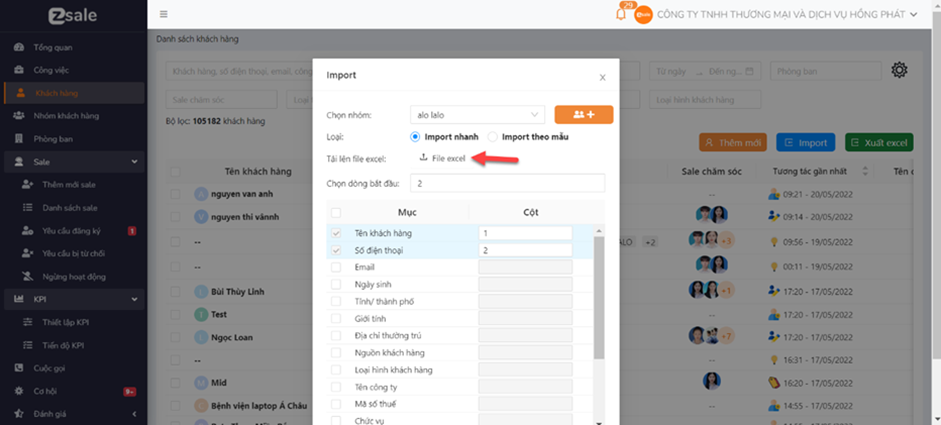 zsale
29
zsale CÔNG TY TNHH THƯƠNG MẠI VÀ DỊCH VỤ HỒNG PHÁT
Tổng quan
Công việc
Khách hàng
Nhóm khách hàng
Phòng ban
Sale
Thêm mới sale
Danh sách sale
Yêu cầu đăng ký 1
Yêu cầu bị từ chối
Ngừng hoạt động
KPI
Thiết lập KPI
Tiến độ KPI
Cuộc gọi
Cơ hội 9+
Đánh giá
Danh sách khách hàng
Khách hàng, số điện thoại, email, công
Từ ngày → Đến ng...
Phòng ban
Sale chăm sóc
Loại
Loại hình khách hàng
Bộ lọc: 105182 khách hàng
Thêm mới Import Xuất excel
Tên khách hàng
Sale chăm sóc
Tương tác gần nhất
nguyen van anh -- 09:21 - 20/05/2022
nguyen thi vânnh 09:14 - 20/05/2022
-- ALO +2 +3 09:56 - 19/05/2022
-- 00:11 - 19/05/2022
Bùi Thùy Linh +1 17:20 - 17/05/2022
Test -- 17:20 - 17/05/2022
Ngọc Loan +7 17:20 - 17/05/2022
-- -- 16:31 - 17/05/2022
Mid 16:20 - 17/05/2022
Bệnh viện laptop Á Châu -- 14:55 - 17/05/2022
14:55 - 17/05/2022
Import
x
Chọn nhóm: alo lalo
Loại: Import nhanh Import theo mẫu
Tải lên file excel: File excel
Chọn dòng bắt đầu: 2
Mục Cột
Tên khách hàng 1
Số điện thoại 2
Email
Ngày sinh
Tỉnh/ thành phố
Giới tính
Địa chỉ thường trú
Nguồn khách hàng
Loại hình khách hàng
Tên công ty
Mã số thuế
Chức vụ